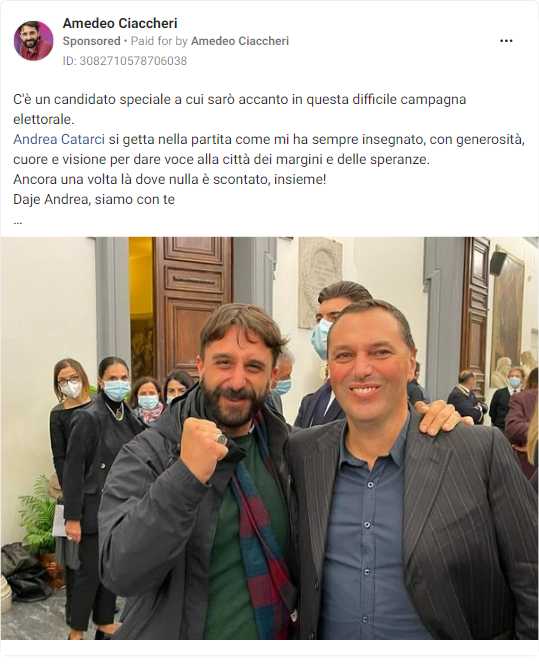 Amedeo Ciaccheri
Sponsored • Paid for by Amedeo Ciaccheri
ID: 3082710578706038
C'è un candidato speciale a cui sarò accanto in questa difficile campagna
elettorale.
Andrea Catarci si getta nella partita come mi ha sempre insegnato, con generosità,
cuore e visione per dare voce alla città dei margini e delle speranze.
Ancora una volta là dove nulla è scontato, insieme!
Daje Andrea, siamo con te
...